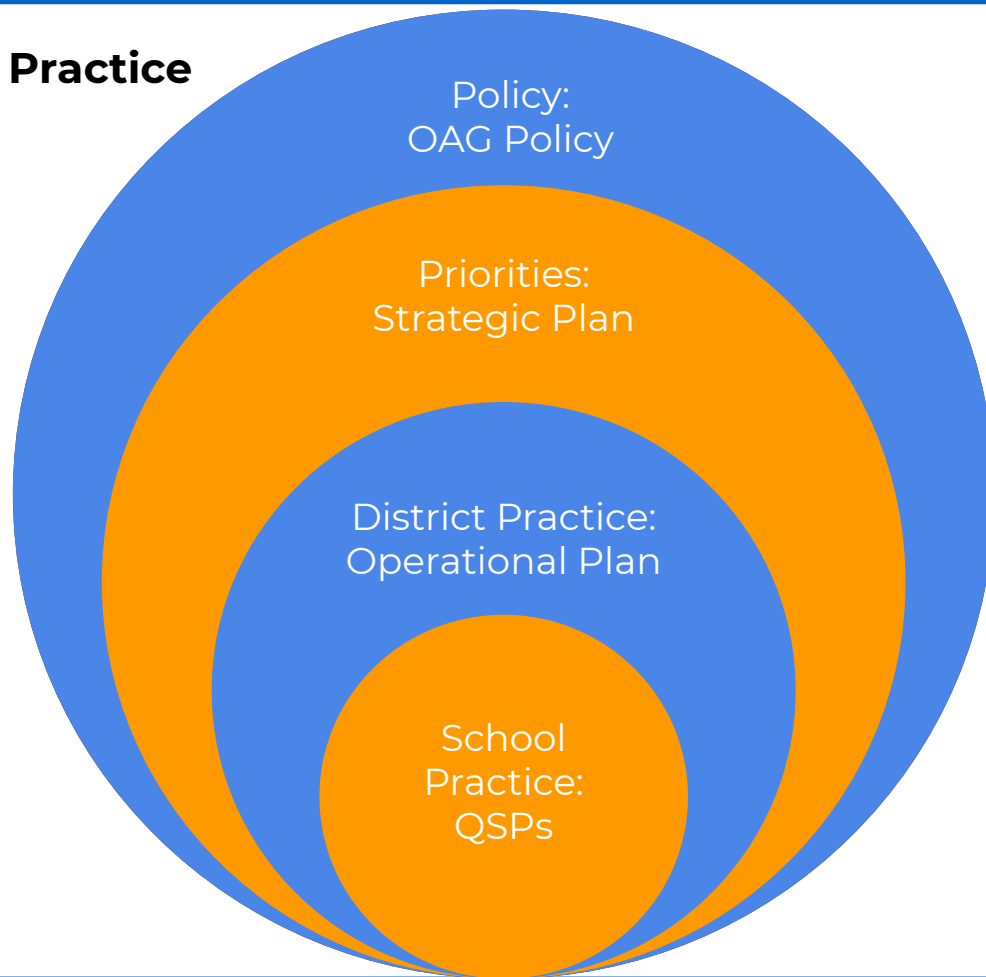 Practice
Policy:
OAG Policy
Priorities:
Strategic Plan
District Practice:
Operational Plan
School
Practice:
QSPs